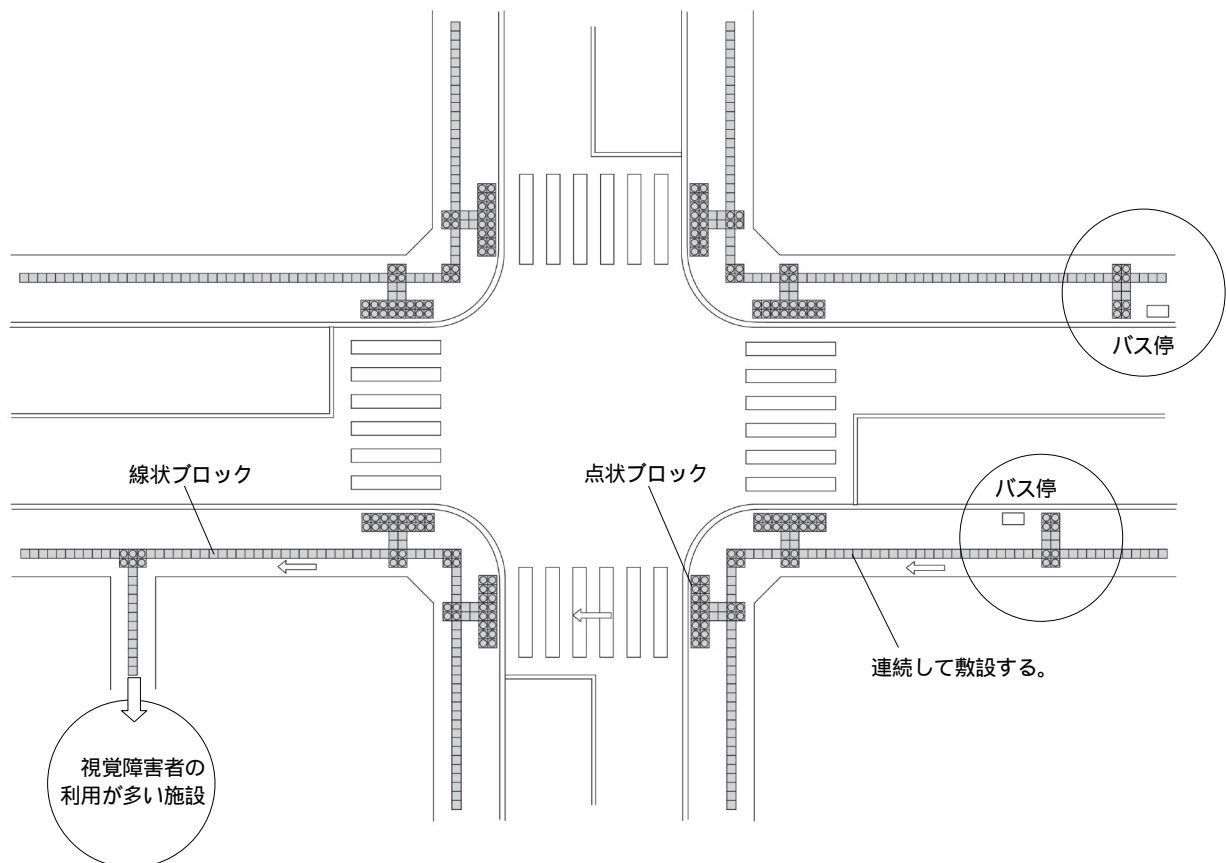 バス停
線状ブロック
点状ブロック
バス停
連続して敷設する。
視覚障害者の
利用が多い施設